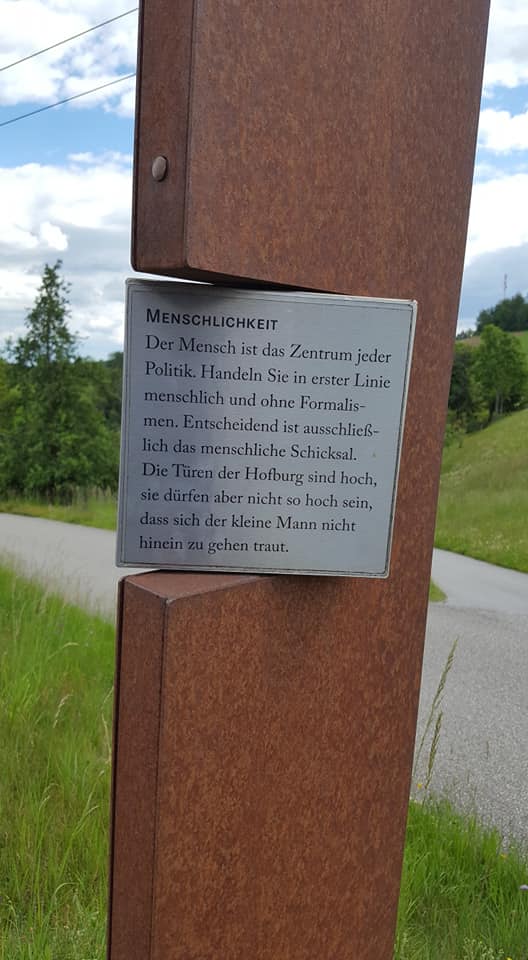 MENSCHLICHKEIT
Der Mensch ist das Zentrum jeder
Politik. Handeln Sie in erster Linie
menschlich und ohne Formalis-
men. Entscheidend ist ausschließ-
lich das menschliche Schicksal.
Die Türen der Hofburg sind hoch,
sie dürfen aber nicht so hoch sein,
dass sich der kleine Mann nicht
hinein zu gehen traut.